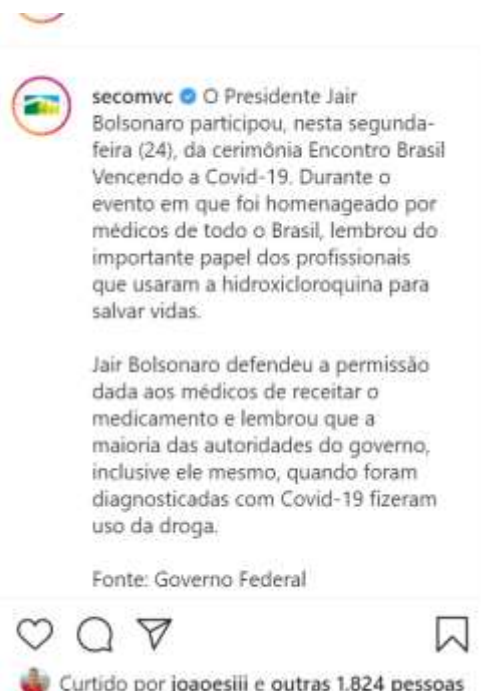 secomvc O Presidente Jair
Bolsonaro participou, nesta segunda-
feira (24), da cerimônia Encontro Brasil
Vencendo a Covid-19. Durante o
evento em que foi homenageado por
médicos de todo o Brasil, lembrou do
importante papel dos profissionais
que usaram a hidroxicloroquina para
salvar vidas.
Jair Bolsonaro defendeu a permissão
dada aos médicos de receitar o
medicamento e lembrou que a
maioria das autoridades do governo,
inclusive ele mesmo, quando foram
diagnosticadas com Covid-19 fizeram
uso da droga.
Fonte: Governo Federal
Curtido por joaoesiii e outras 1.824 pessoas